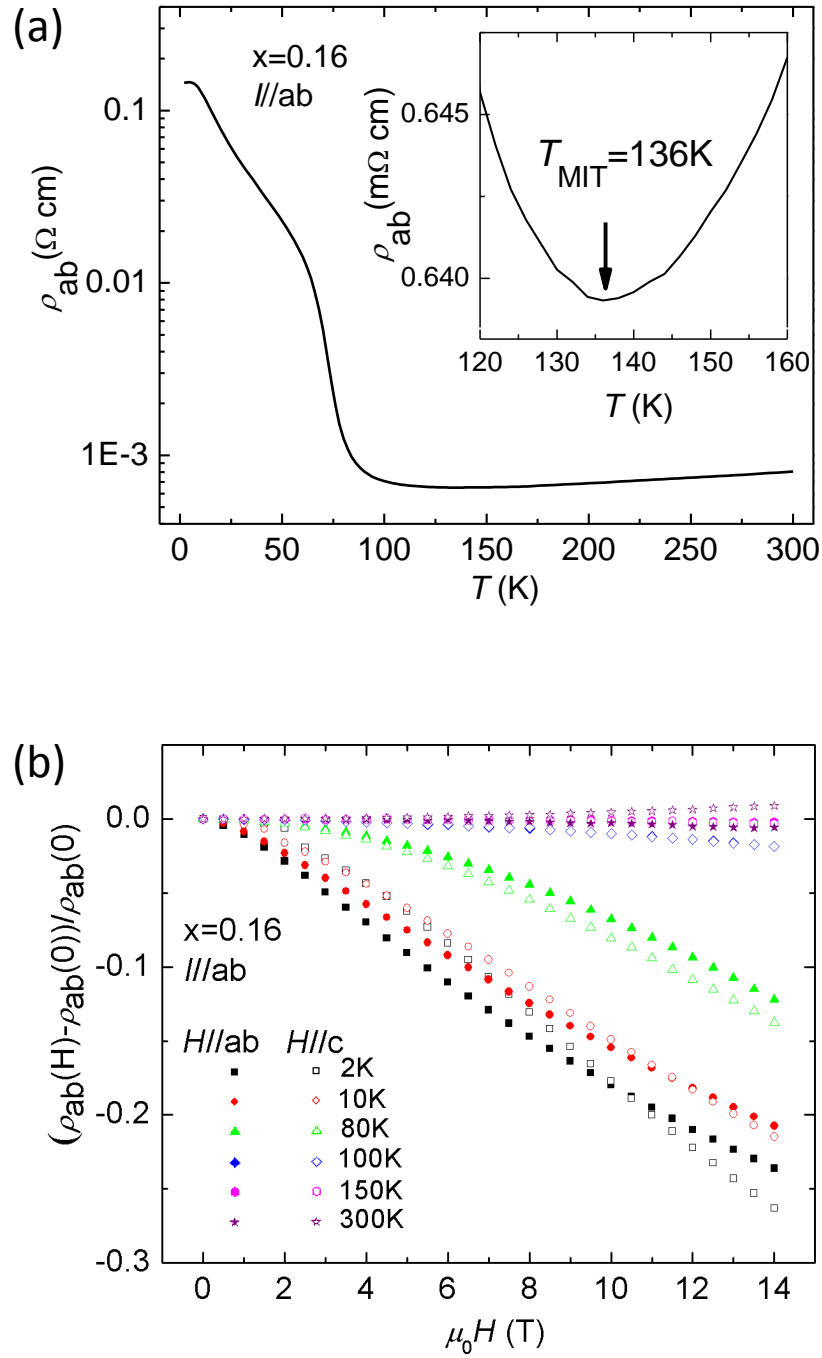 (a)
x=0.16
I//ab
0.1
0.01
1E-3
ρab(Ω cm)
0 50 100 150 200 250 300
T (K)
0.645
0.640
ρab(mΩ cm)
TMIT=136K
120 130 140 150 160
T (K)
(b)
0.0
-0.1
-0.2
-0.3
(ρab(H)-ρab(0))/ρab(0)
x=0.16
I//ab
H//ab H//c
2K
10K
80K
100K
150K
300K
0 2 4 6 8 10 12 14
μ0H (T)